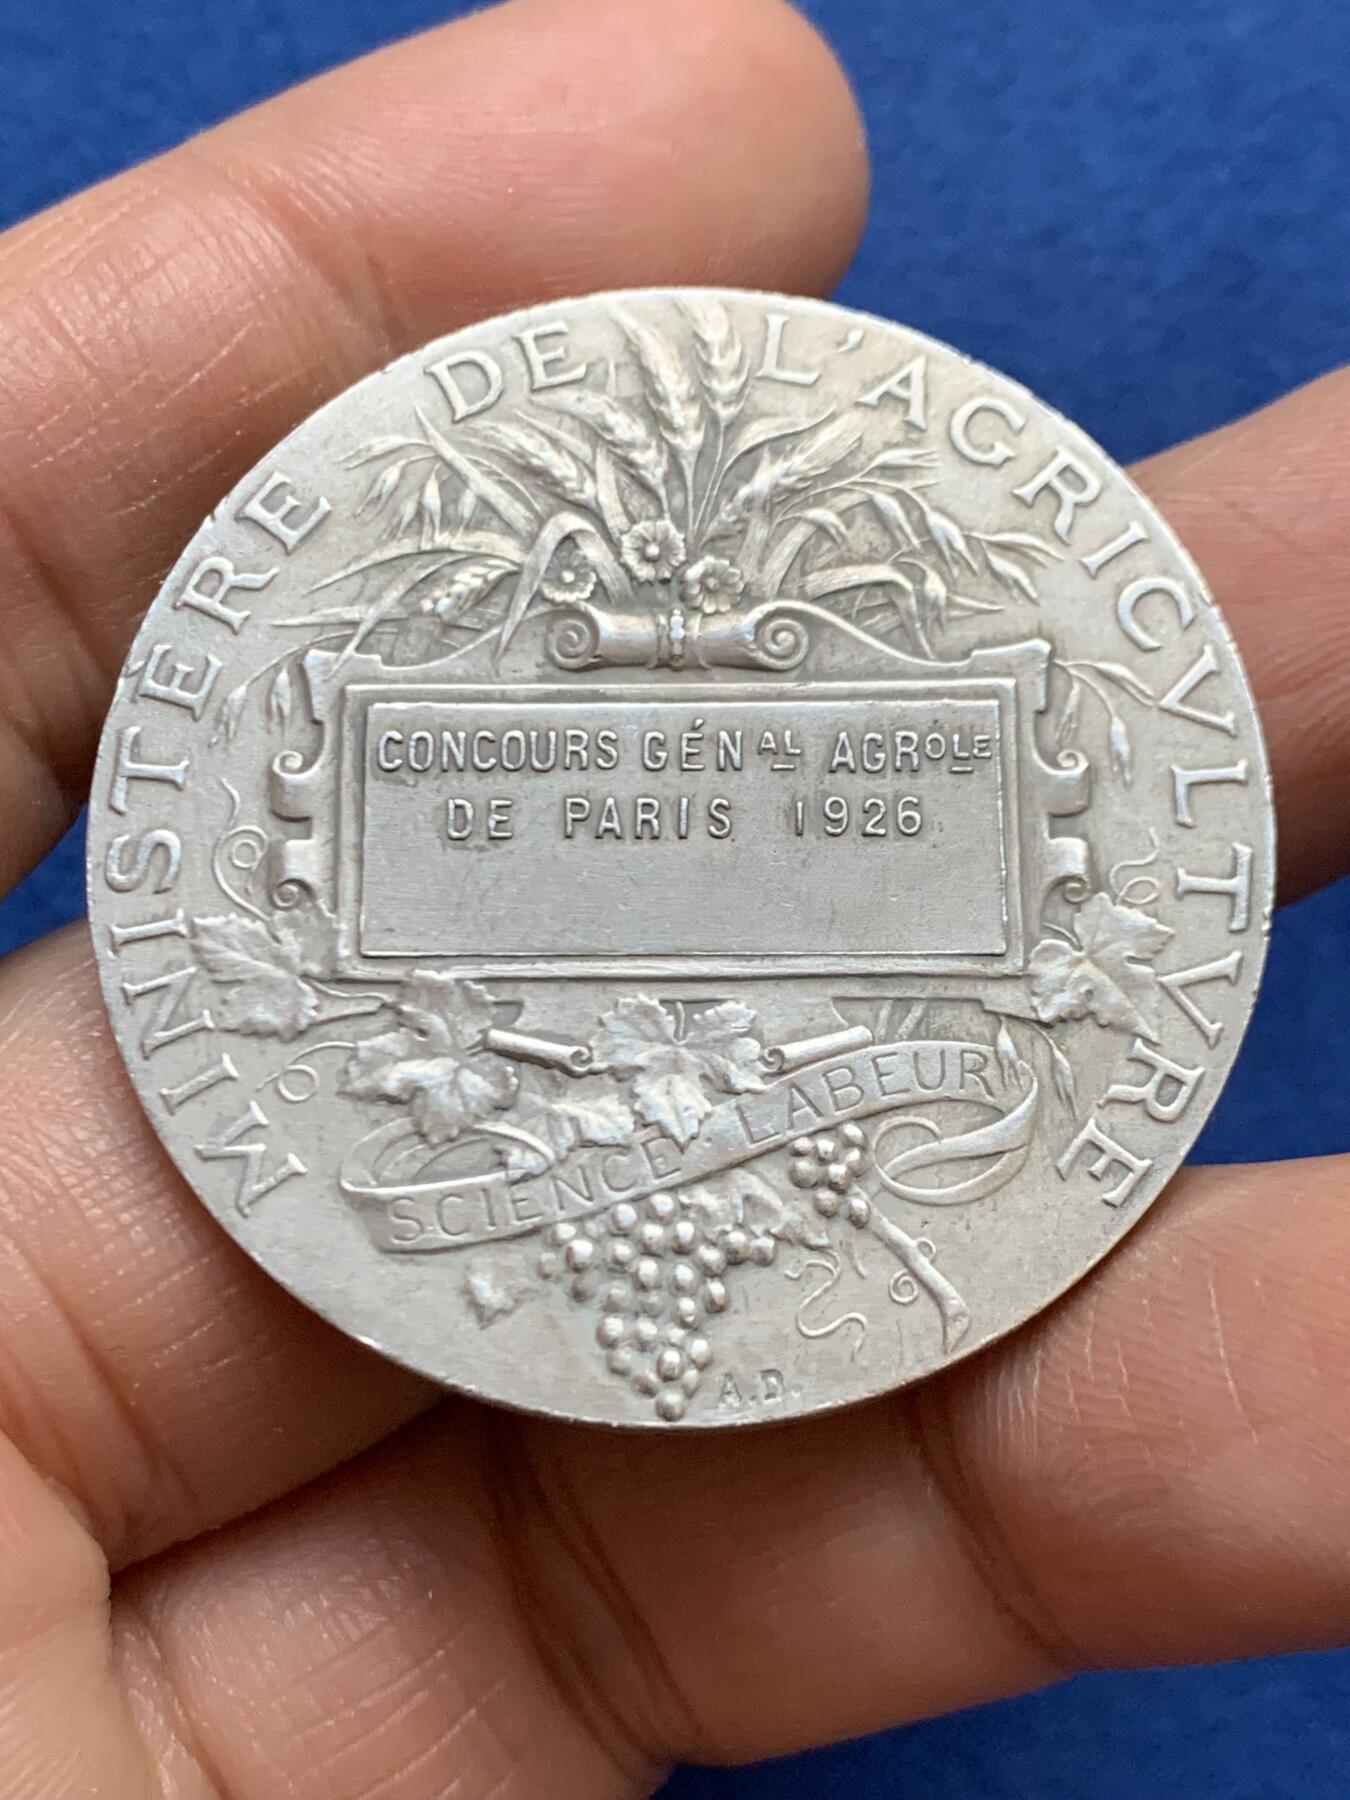 MINISTÈRE DE L'AGRICVLTVRE
CONCOURS GÉNAL AGROLE
DE PARIS 1926
SCIENCE · LABEUR
A.D.